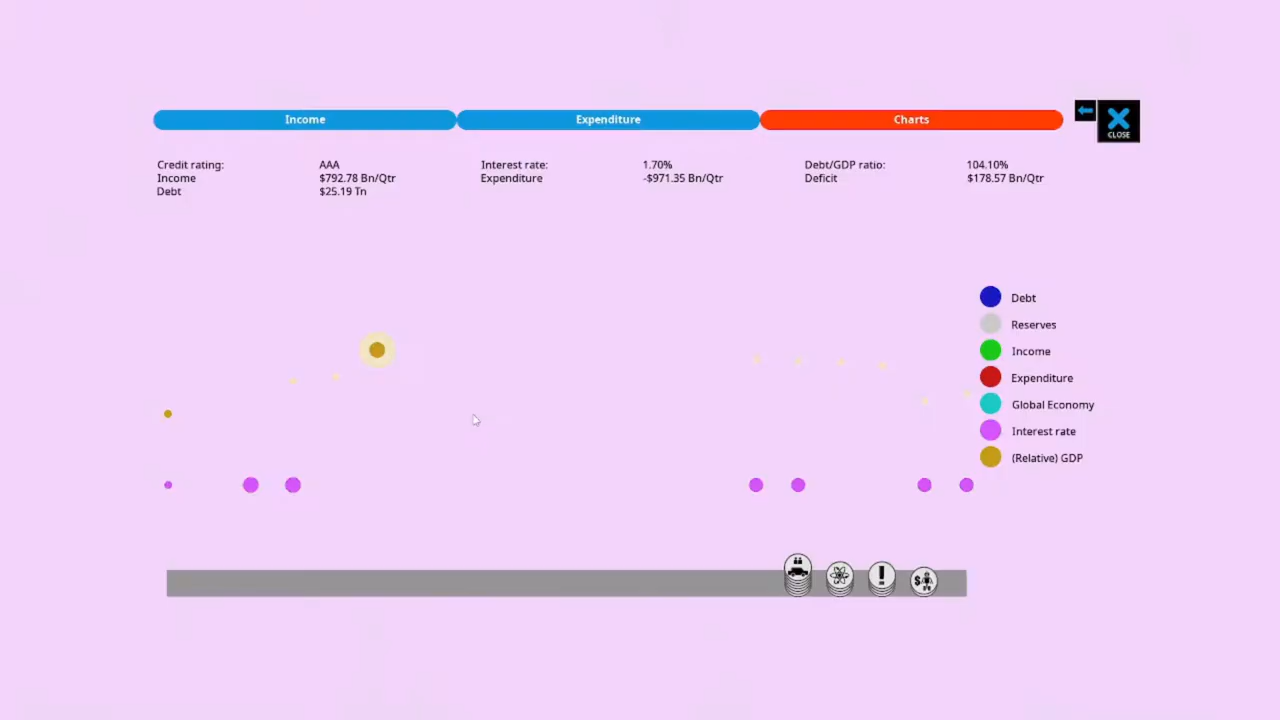 Income Expenditure Charts
CLOSE
Credit rating: AAA Interest rate: 1.70% Debt/GDP ratio: 104.10%
Income $792.78 Bn/Qtr Expenditure -$971.35 Bn/Qtr Deficit $178.57 Bn/Qtr
Debt $25.19 Tn
Debt
Reserves
Income
Expenditure
Global Economy
Interest rate
(Relative) GDP
! $